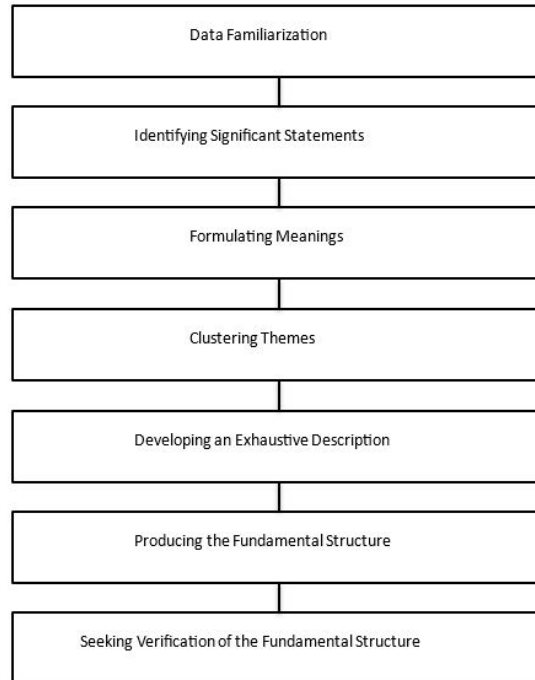 Data Familiarization
Identifying Significant Statements
Formulating Meanings
Clustering Themes
Developing an Exhaustive Description
Producing the Fundamental Structure
Seeking Verification of the Fundamental Structure